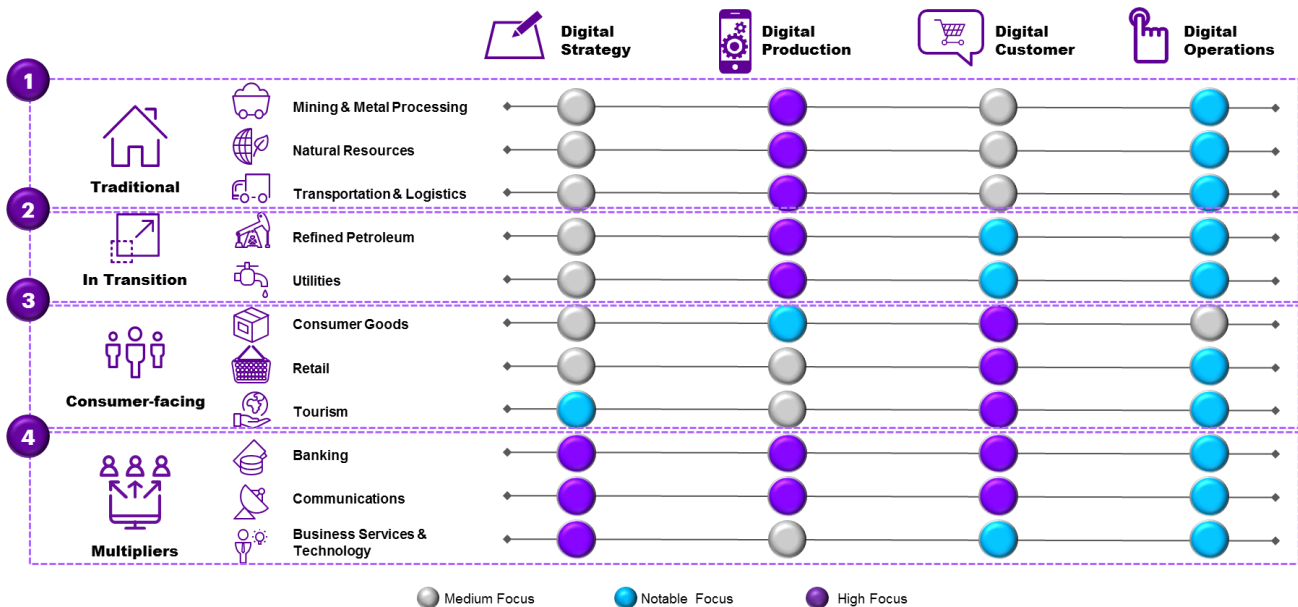 Digital
Strategy
Digital
Production
Digital
Customer
Digital
Operations
1
Traditional
Mining & Metal Processing
Natural Resources
Transportation & Logistics
2
In Transition
Refined Petroleum
Utilities
3
Consumer-facing
Consumer Goods
Retail
Tourism
4
Multipliers
Banking
Communications
Business Services &
Technology
Medium Focus
Notable Focus
High Focus